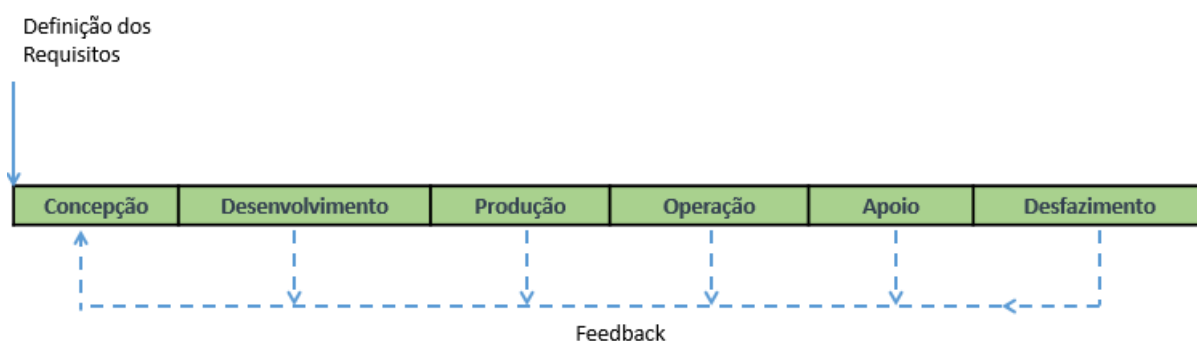 Definição dos
Requisitos
Concepção
Desenvolvimento
Produção
Operação
Apoio
Desfazimento
Feedback